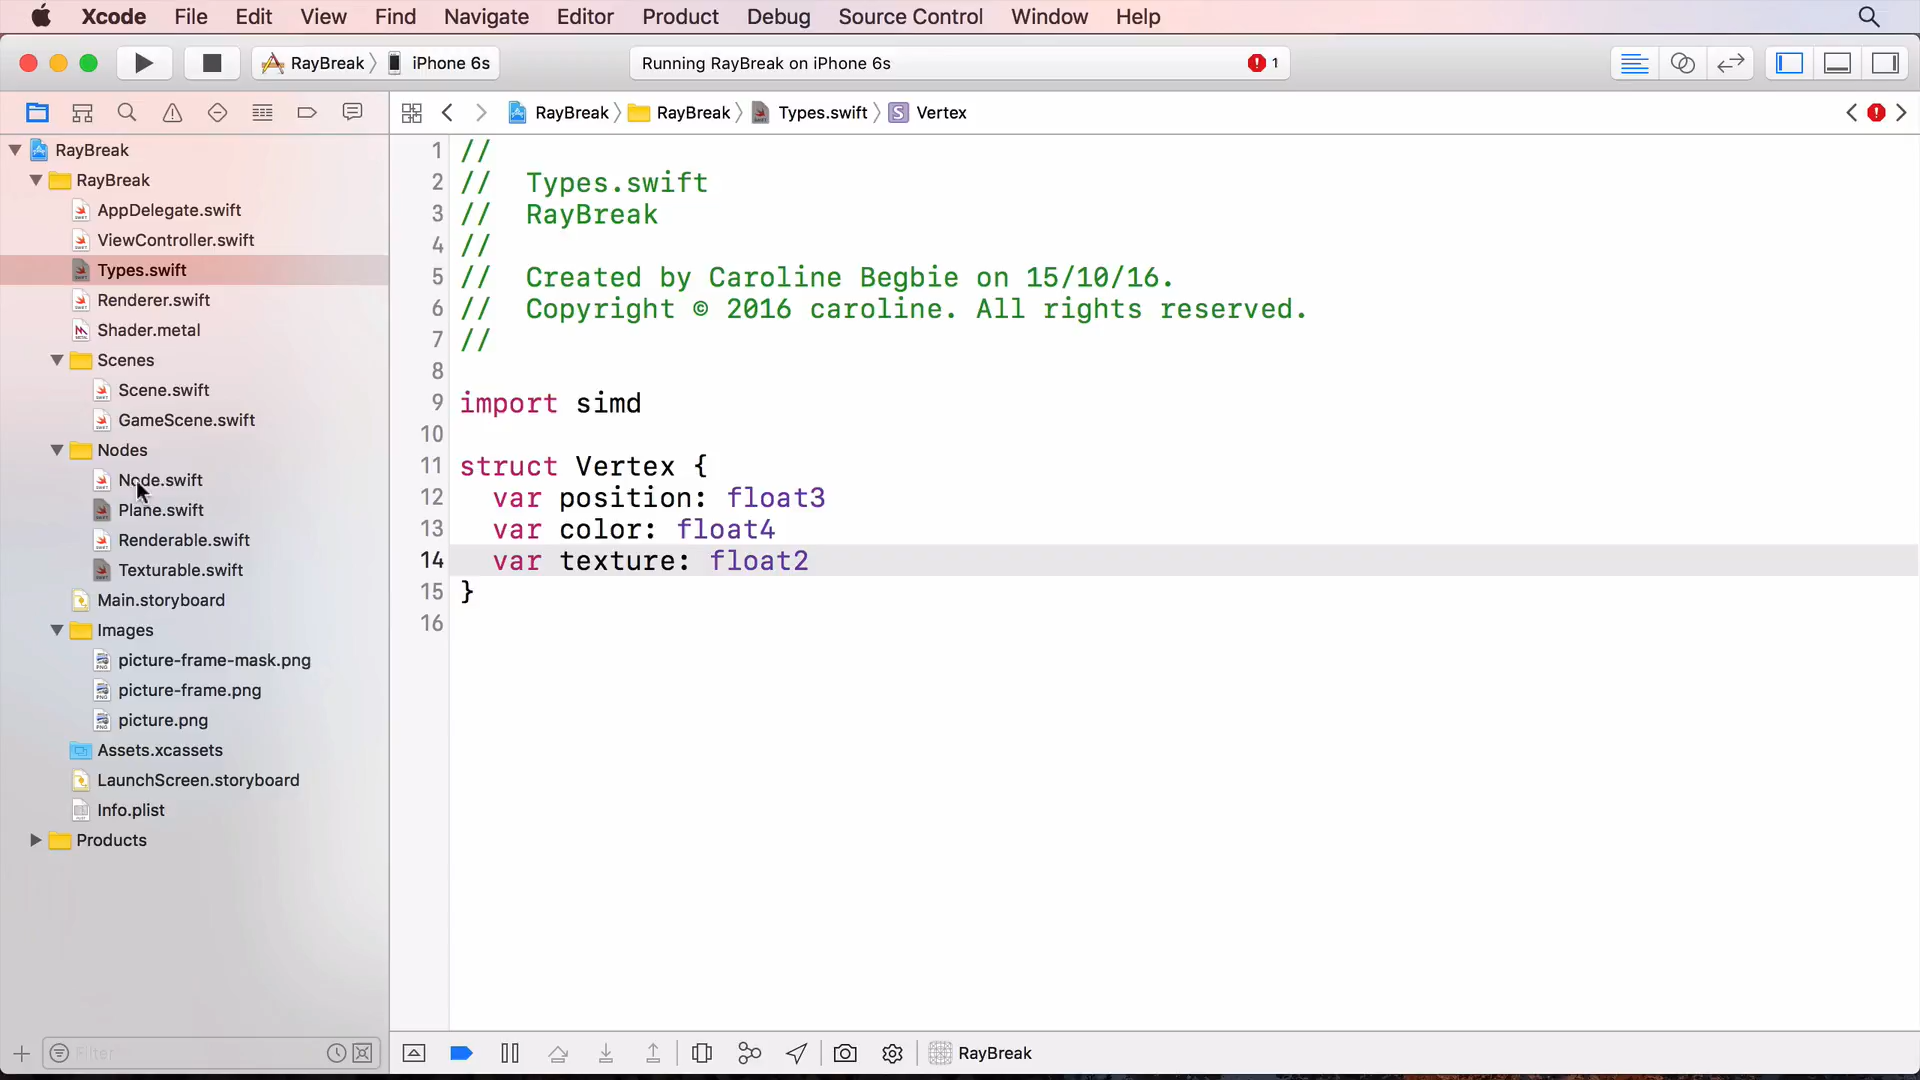 Xcode File Edit View Find Navigate Editor Product Debug Source Control Window Help
RayBreak iPhone 6s Running RayBreak on iPhone 6s 1
RayBreak RayBreak Types.swift S Vertex
RayBreak
RayBreak
AppDelegate.swift
ViewController.swift
Types.swift
Renderer.swift
Shader.metal
Scenes
Scene.swift
GameScene.swift
Nodes
Node.swift
Plane.swift
Renderable.swift
Texturable.swift
Main.storyboard
Images
picture-frame-mask.png
picture-frame.png
picture.png
Assets.xcassets
LaunchScreen.storyboard
Info.plist
Products
Filter
1 //
2 //  Types.swift
3 //  RayBreak
4 //
5 //  Created by Caroline Begbie on 15/10/16.
6 //  Copyright © 2016 caroline. All rights reserved.
7 //
8
9 import simd
10
11 struct Vertex {
12   var position: float3
13   var color: float4
14   var texture: float2
15 }
16
RayBreak